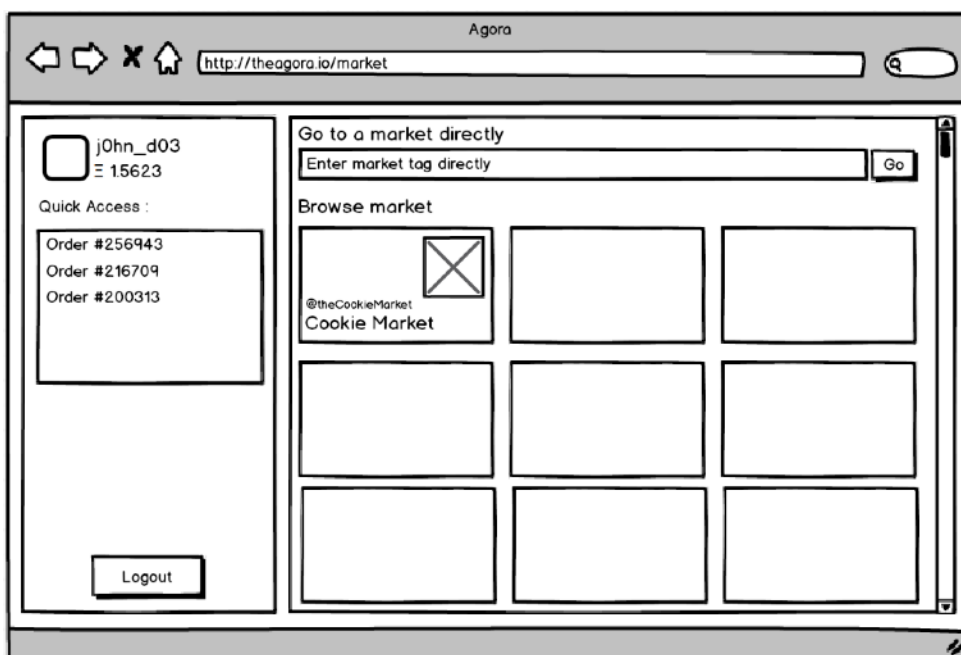 Agora
http://theagora.io/market
j0hn_d03
Ξ 1.5623
Quick Access :
Order #256943
Order #216709
Order #200313
Logout
Go to a market directly
Enter market tag directly
Go
Browse market
@theCookieMarket
Cookie Market